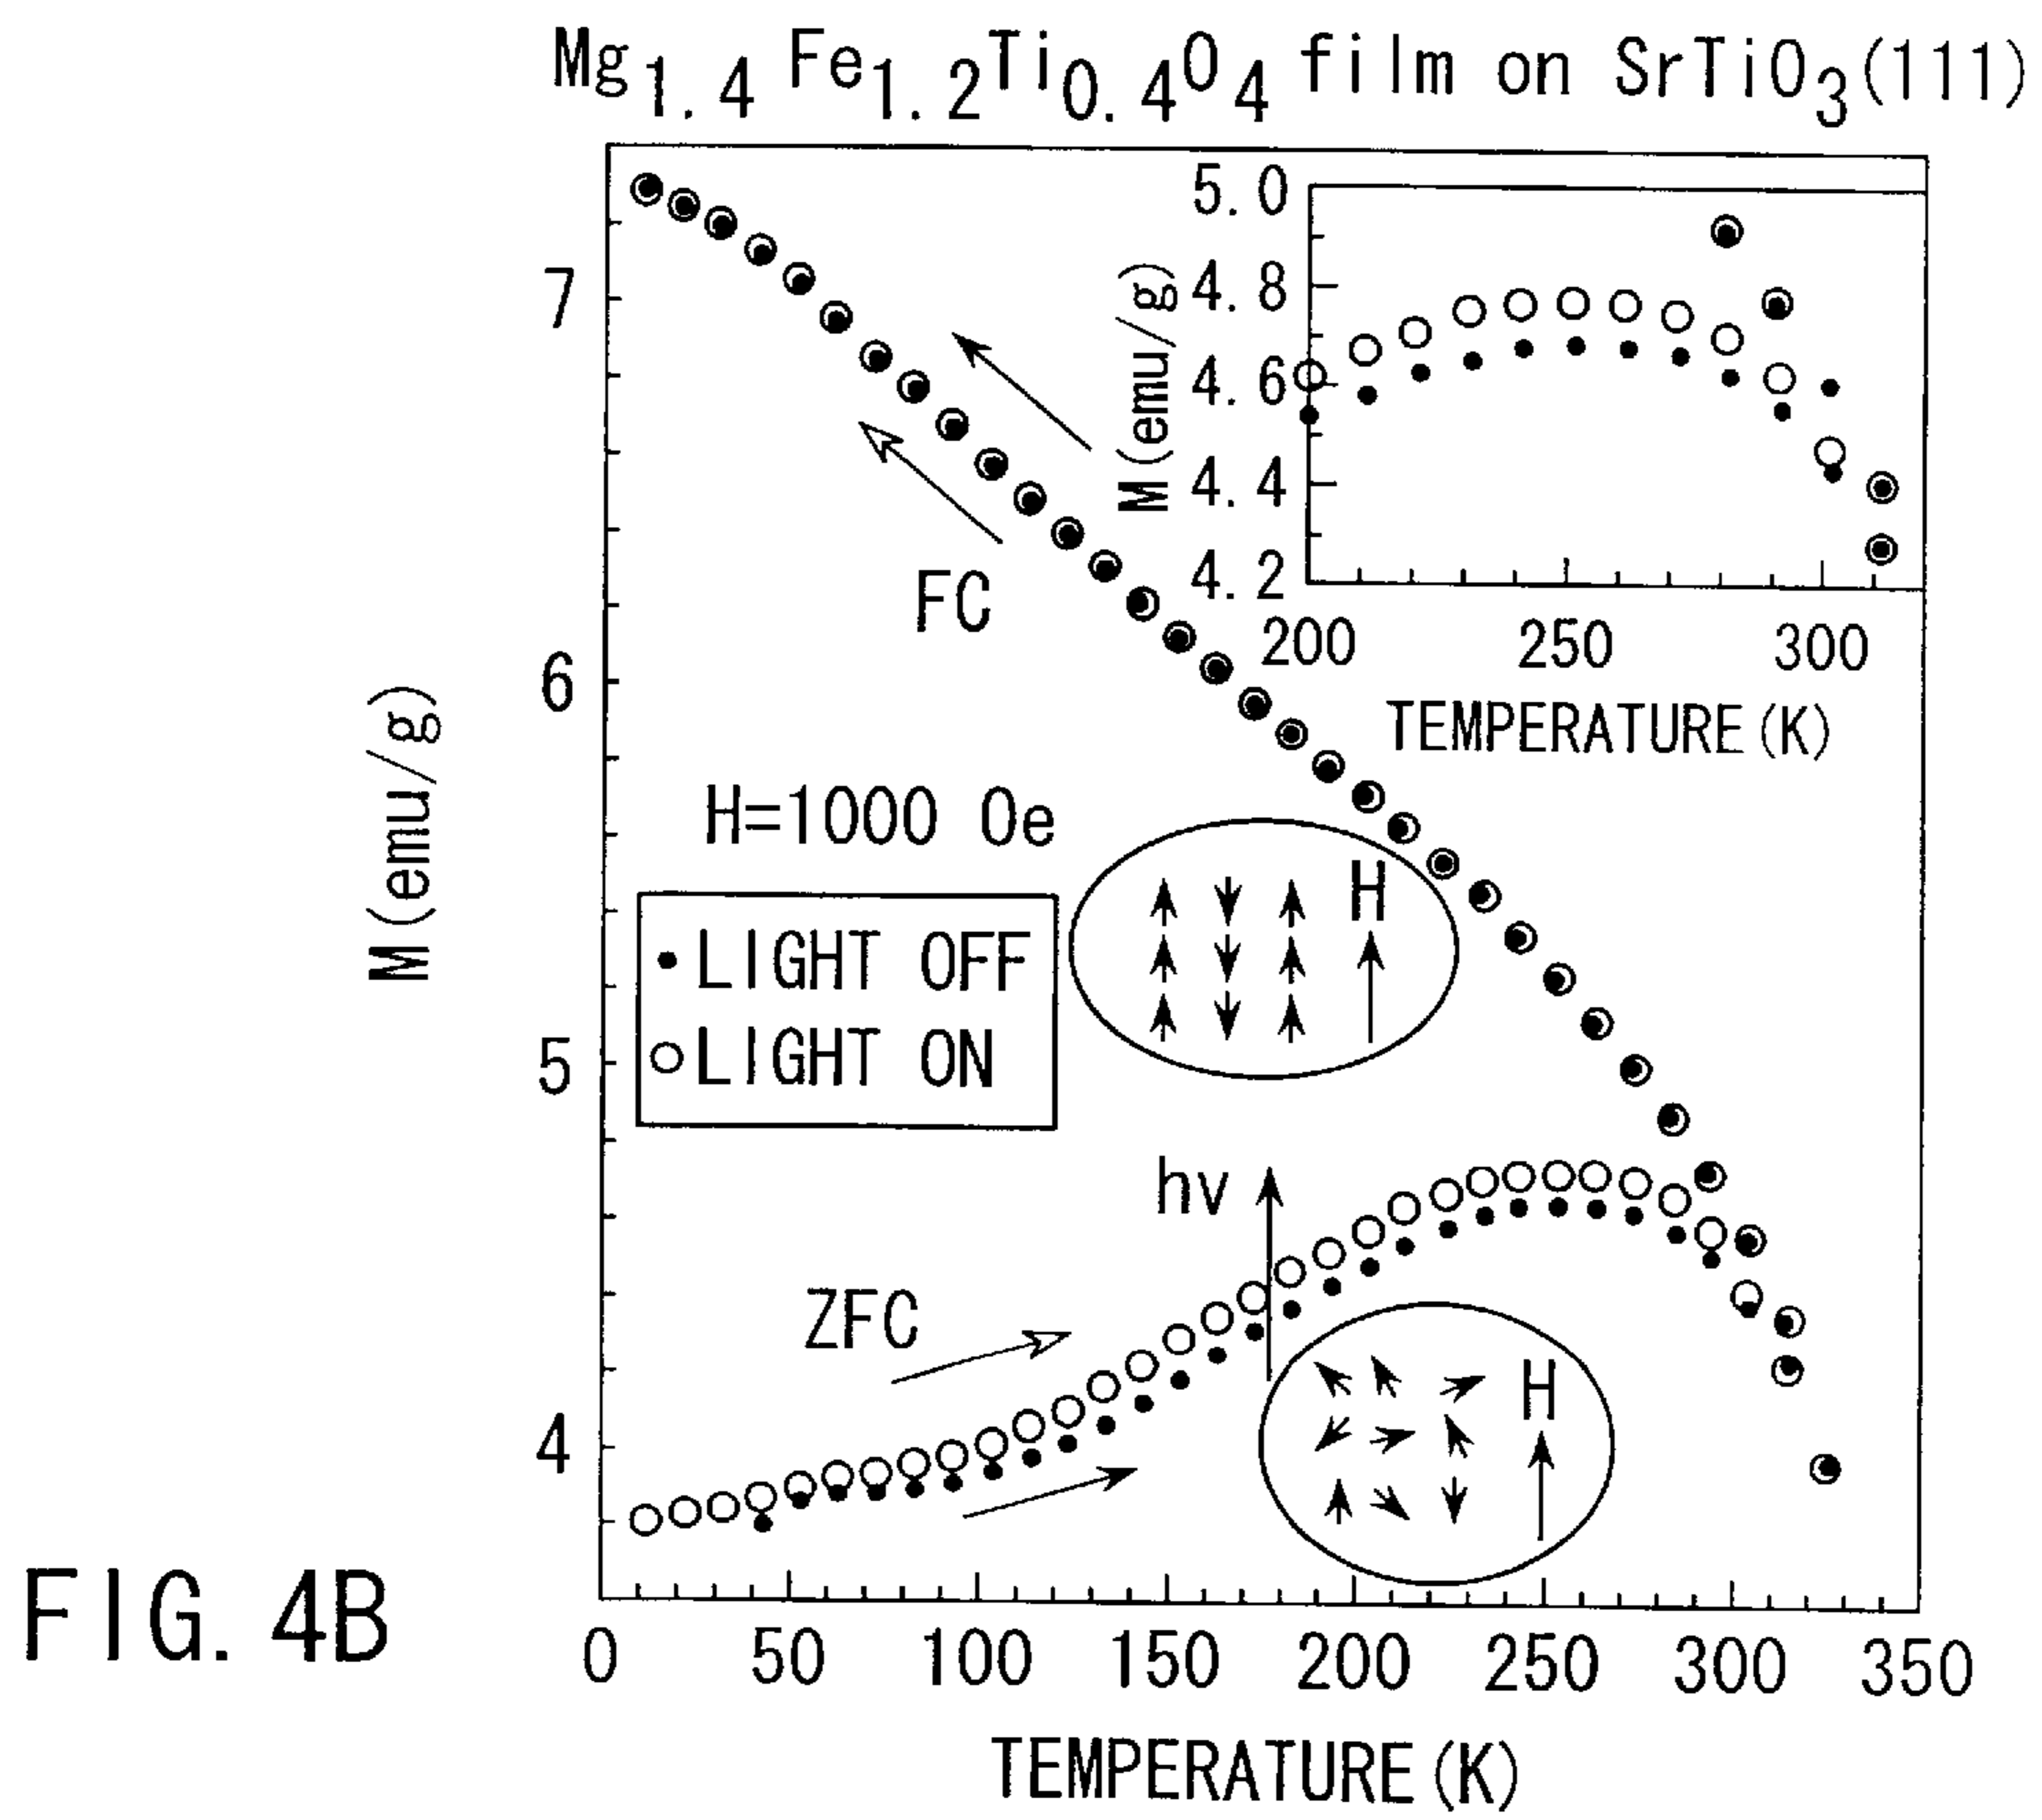 Mg1.4 Fe1.2Ti0.4O4 film on SrTiO3(111)
5.0
4.8
4.6
4.4
4.2
M(emu/g)
200
250
300
TEMPERATURE(K)
7
6
5
4
M(emu/g)
FC
H=1000 Oe
H
LIGHT OFF
LIGHT ON
hν
ZFC
H
0
50
100
150
200
250
300
350
TEMPERATURE(K)
FIG. 4B